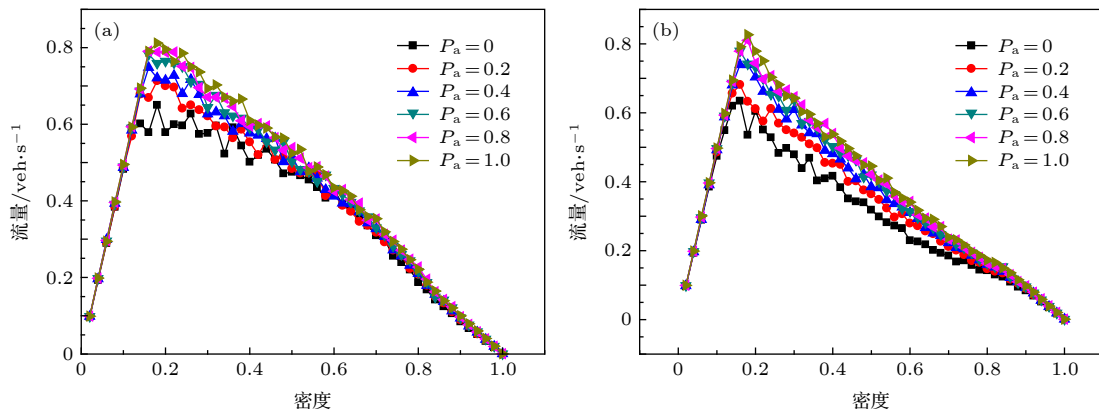 (a)
P_a = 0
P_a = 0.2
P_a = 0.4
P_a = 0.6
P_a = 0.8
P_a = 1.0
0.8
0.6
0.4
0.2
0
0 0.2 0.4 0.6 0.8 1.0
流量/veh·s⁻¹
密度
(b)
P_a = 0
P_a = 0.2
P_a = 0.4
P_a = 0.6
P_a = 0.8
P_a = 1.0
0.8
0.6
0.4
0.2
0
0 0.2 0.4 0.6 0.8 1.0
流量/veh·s⁻¹
密度